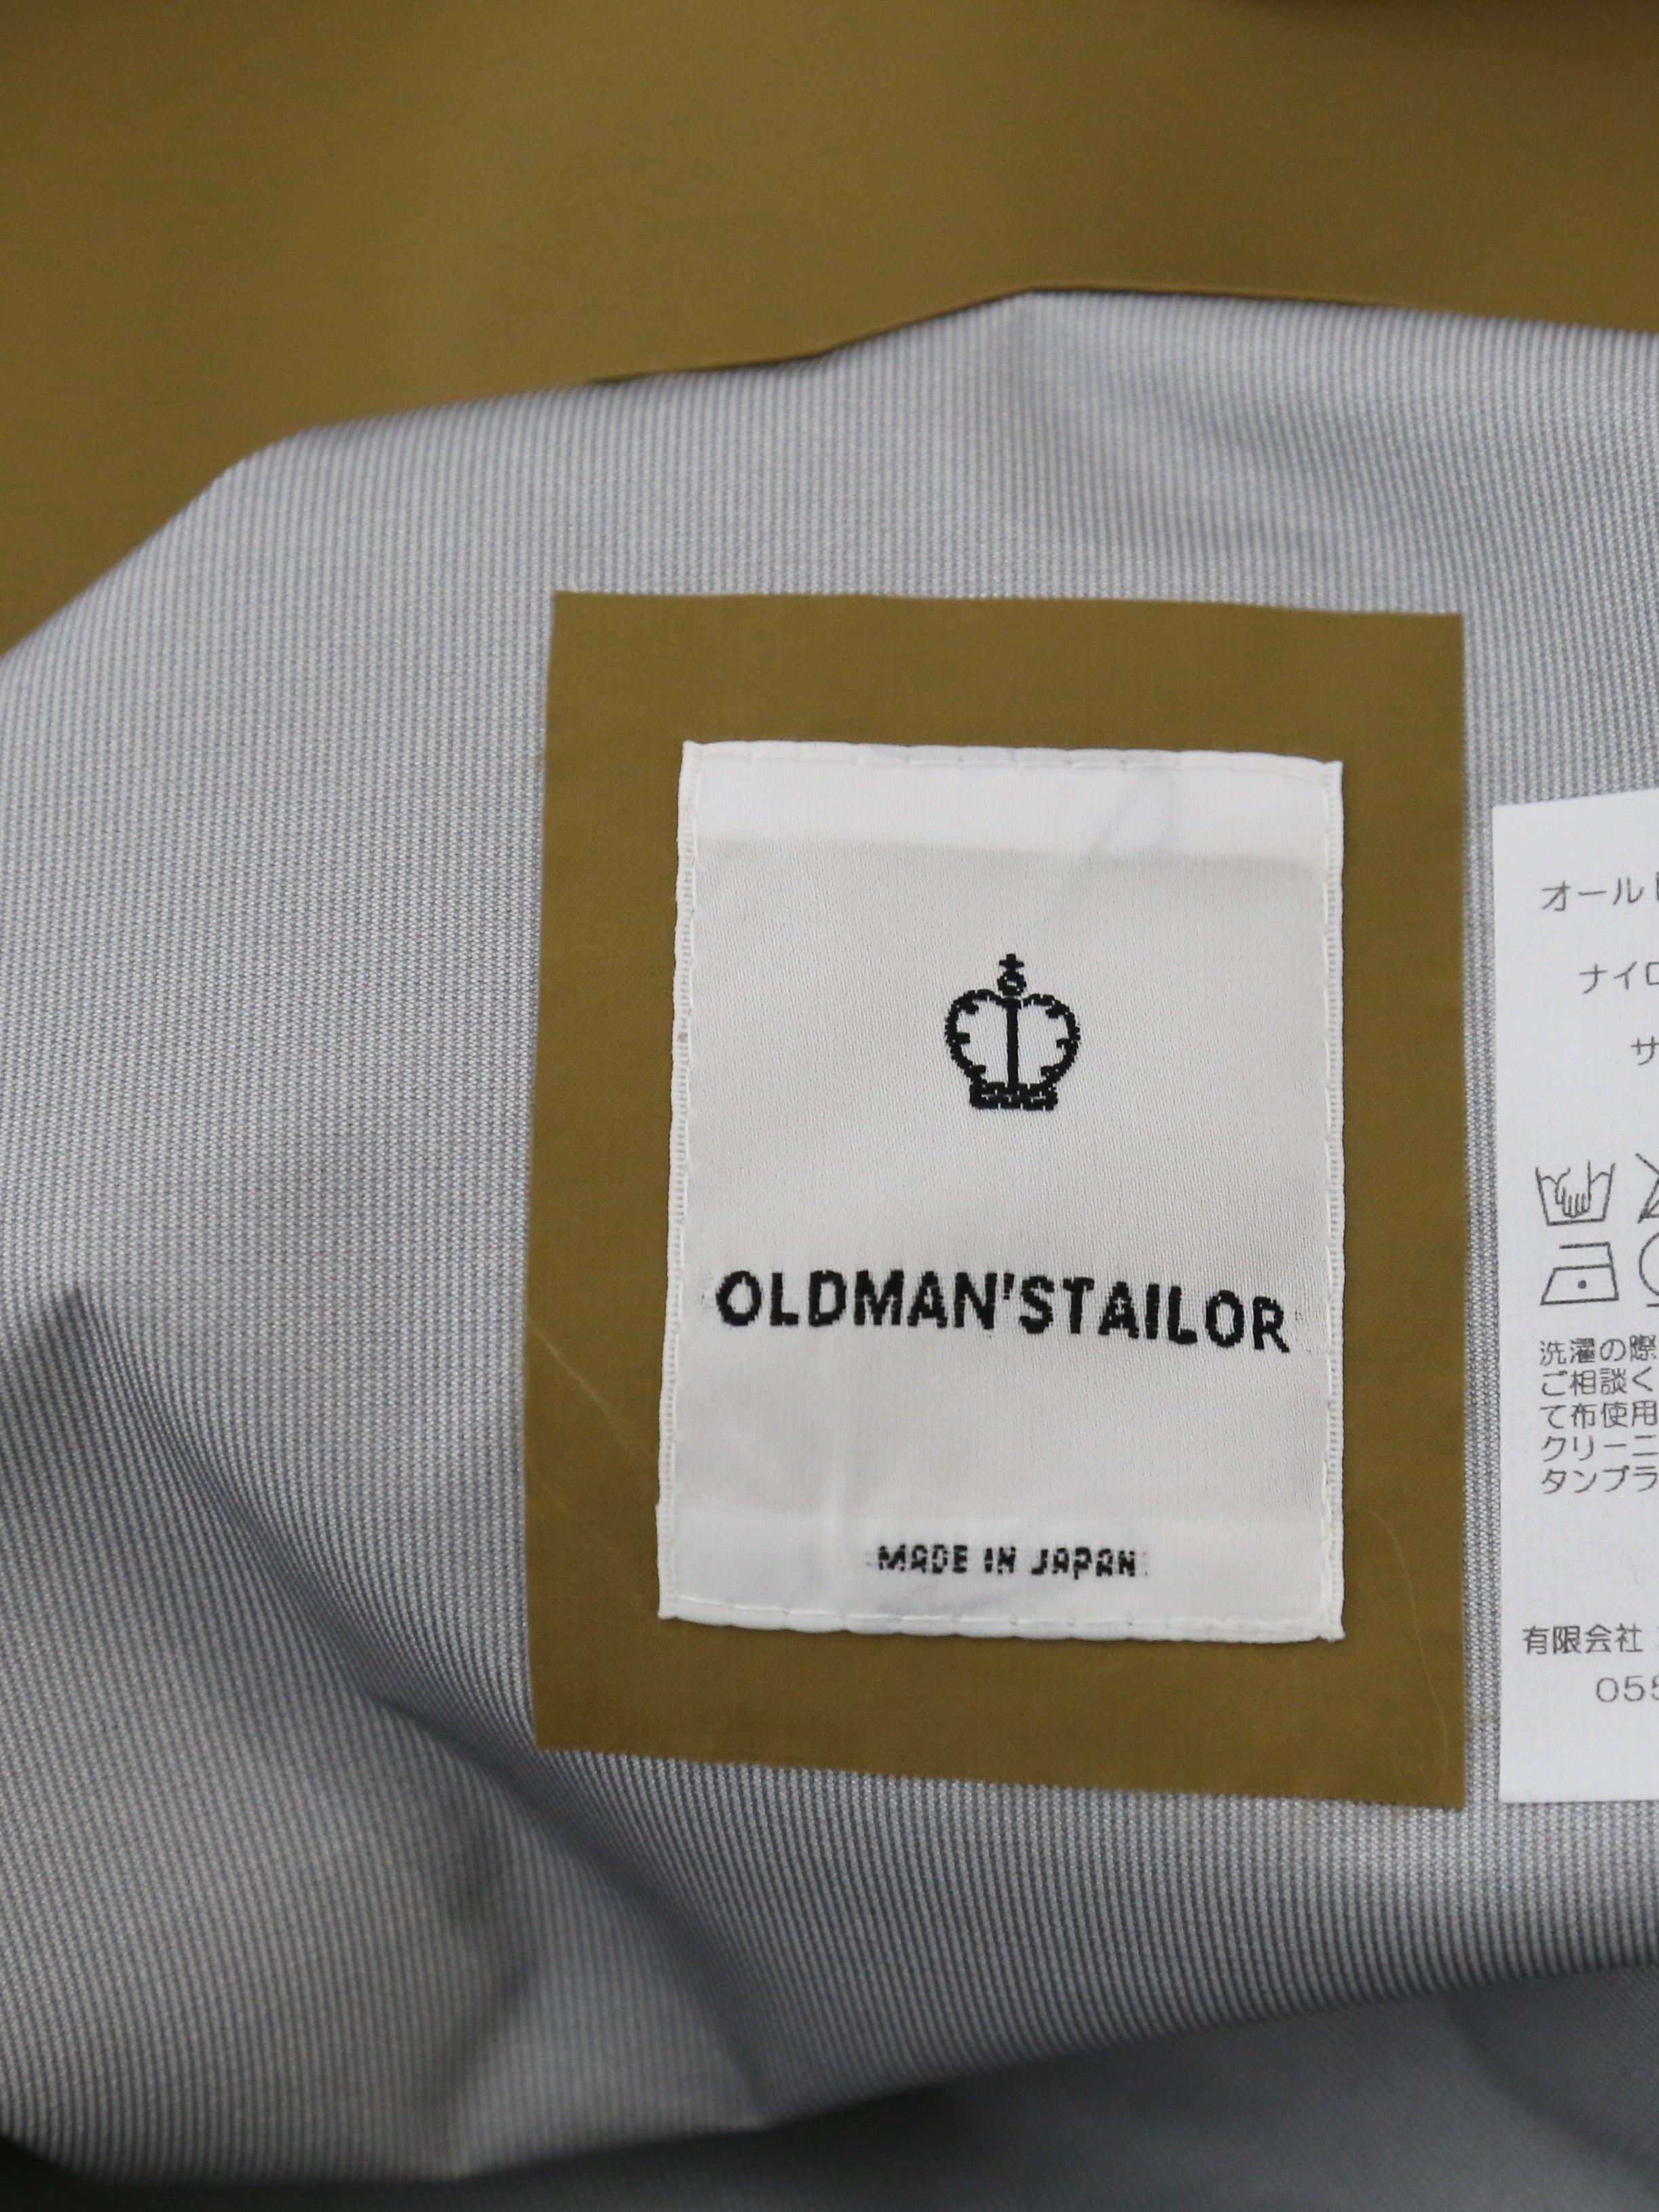 OLDMAN'STAILOR
MADE IN JAPAN
オール
ナイロ
サ
洗濯の際
ご相談く
て布使用
クリーニ
タンブラ
有限会社
055